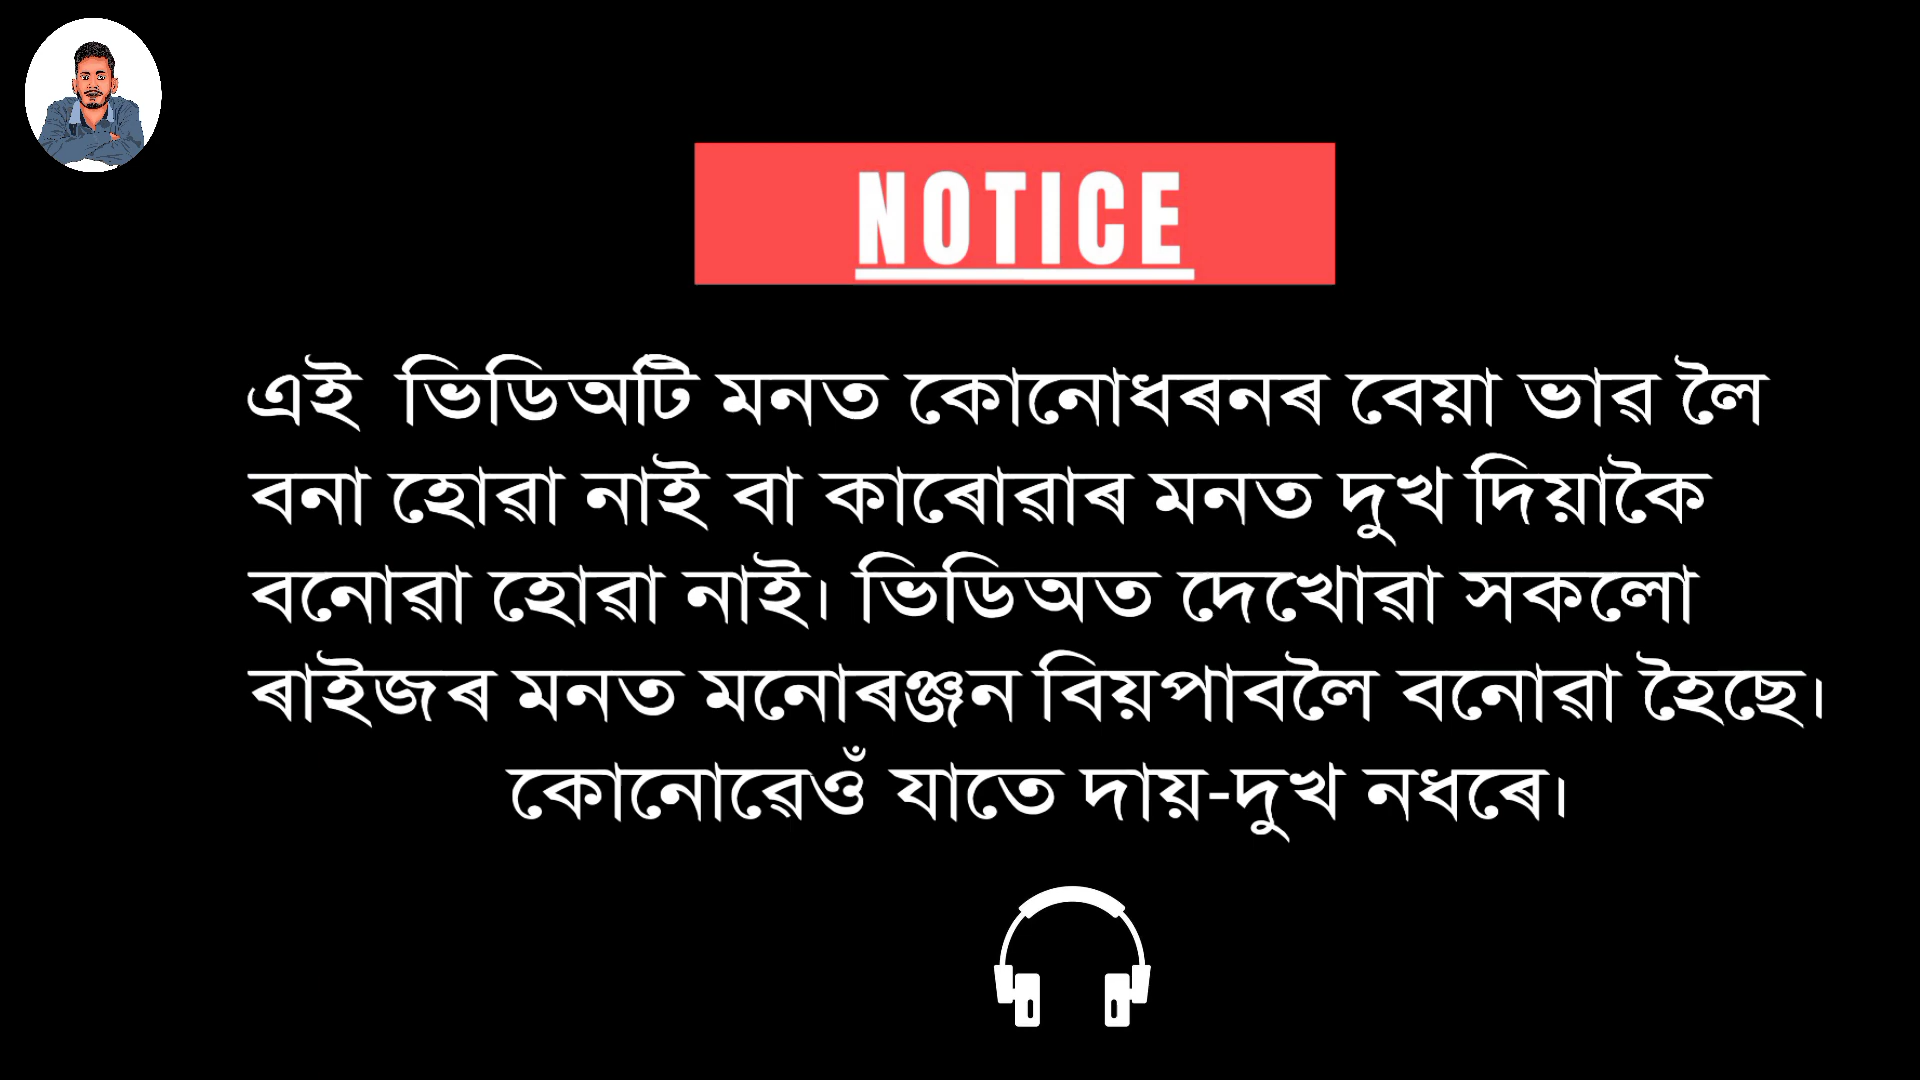 NOTICE
এই ভিডিঅটি মনত কোনোধৰনৰ বেয়া ভাৱ লৈ
বনা হোৱা নাই বা কাৰোৱাৰ মনত দুখ দিয়াকৈ
বনোৱা হোৱা নাই। ভিডিঅত দেখোৱা সকলো
ৰাইজৰ মনত মনোৰঞ্জন বিয়পাবলৈ বনোৱা হৈছে।
কোনোৱেওঁ যাতে দায়-দুখ নধৰে।